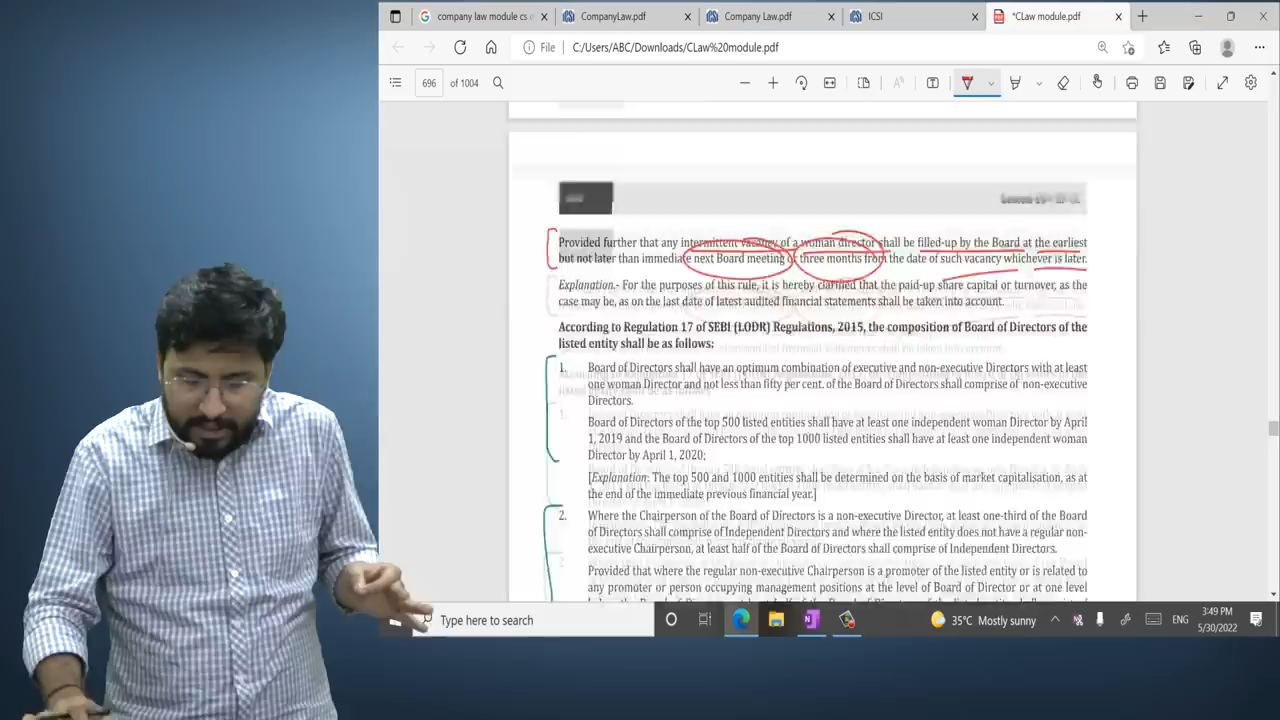 company law module cs e
CompanyLaw.pdf
Company Law.pdf
ICSI
*CLaw module.pdf
File
C:/Users/ABC/Downloads/CLaw%20module.pdf
696 of 1004
Provided further that any intermittent vacancy of a woman director shall be filled-up by the Board at the earliest
but not later than immediate next Board meeting or three months from the date of such vacancy whichever is later.
Explanation.- For the purposes of this rule, it is hereby clarified that the paid-up share capital or turnover, as the
case may be, as on the last date of latest audited financial statements shall be taken into account.
According to Regulation 17 of SEBI (LODR) Regulations, 2015, the composition of Board of Directors of the
listed entity shall be as follows:
1. Board of Directors shall have an optimum combination of executive and non-executive Directors with at least
one woman Director and not less than fifty per cent. of the Board of Directors shall comprise of non-executive
Directors.
Board of Directors of the top 500 listed entities shall have at least one independent woman Director by April
1, 2019 and the Board of Directors of the top 1000 listed entities shall have at least one independent woman
Director by April 1, 2020;
[Explanation: The top 500 and 1000 entities shall be determined on the basis of market capitalisation, as at
the end of the immediate previous financial year.]
2. Where the Chairperson of the Board of Directors is a non-executive Director, at least one-third of the Board
of Directors shall comprise of Independent Directors and where the listed entity does not have a regular non-
executive Chairperson, at least half of the Board of Directors shall comprise of Independent Directors.
Provided that where the regular non-executive Chairperson is a promoter of the listed entity or is related to
any promoter or person occupying management positions at the level of Board of Director or at one level
Type here to search
35°C Mostly sunny
ENG
3:49 PM
5/30/2022